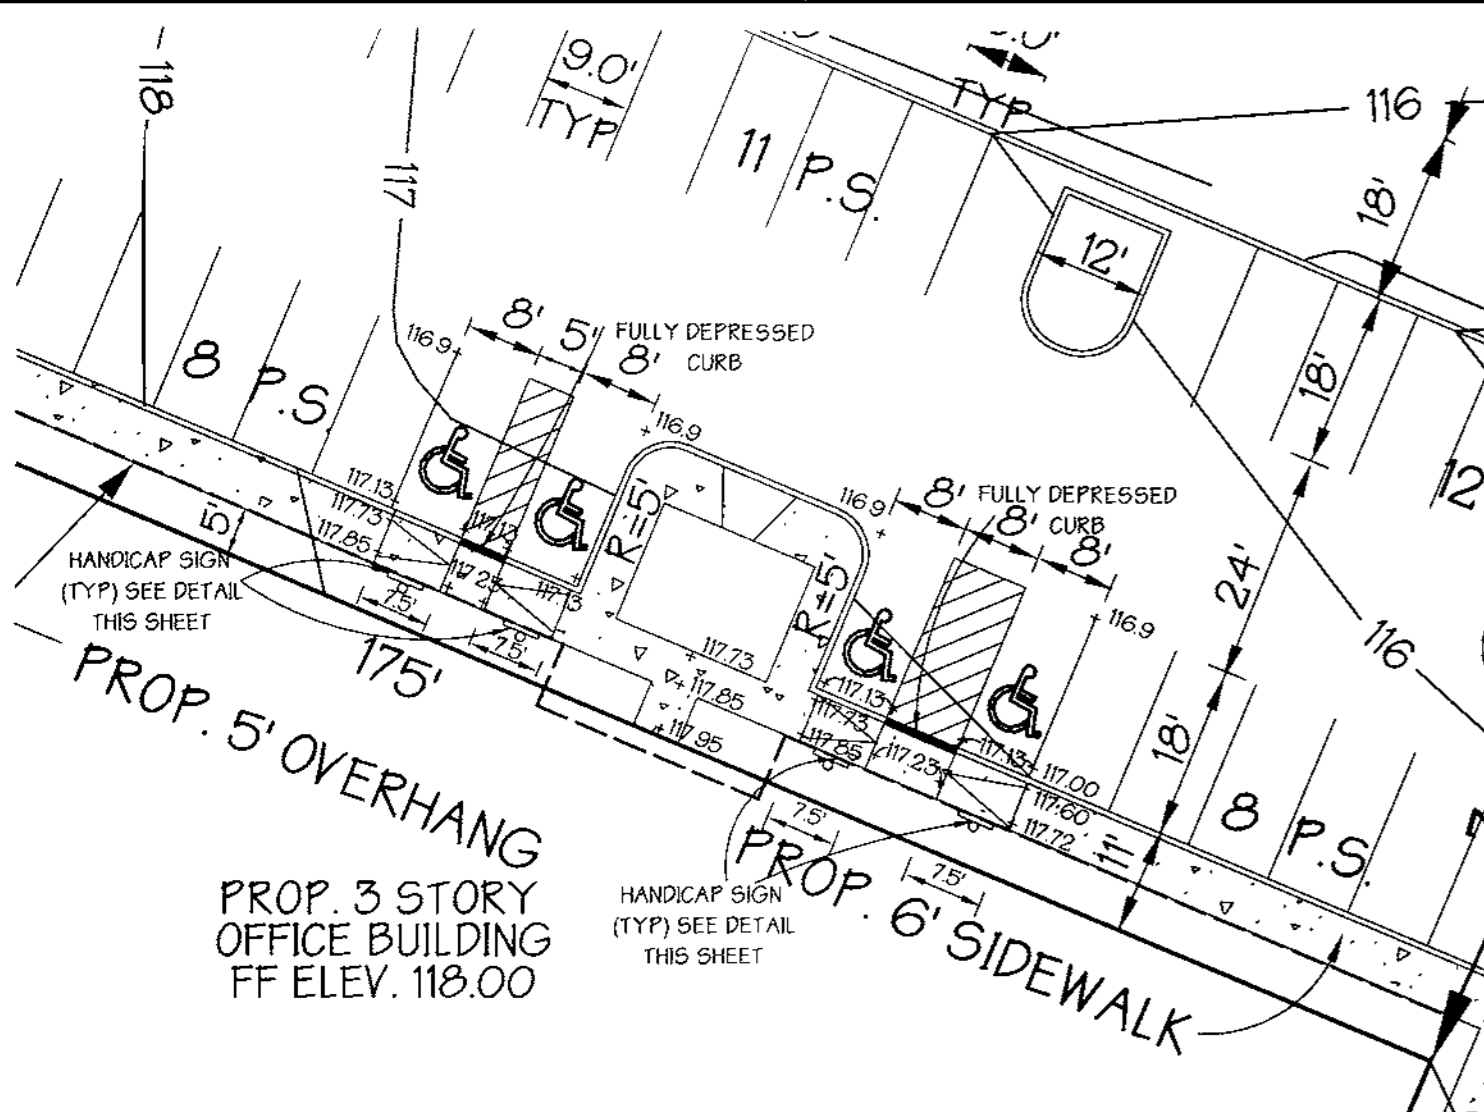 118
9.0'
TYP
TYP
116
117
11 P.S.
18'
12'
8 P.S.
8'
5'
8'
FULLY DEPRESSED
CURB
116.9
116.9
18'
12
117.13
117.73
117.85
117.13
117.23
117.13
R=5'
116.9
8'
8'
8'
FULLY DEPRESSED
CURB
R=5'
24'
116.9
116
5'
HANDICAP SIGN
(TYP) SEE DETAIL
THIS SHEET
7.5'
7.5'
175'
117.73
117.85
117.95
117.13
117.73
117.85
117.23
117.13
117.00
117.60
117.72
18'
11'
8 P.S.
PROP. 5' OVERHANG
7.5'
7.5'
HANDICAP SIGN
(TYP) SEE DETAIL
THIS SHEET
PROP. 6' SIDEWALK
PROP. 3 STORY
OFFICE BUILDING
FF ELEV. 118.00